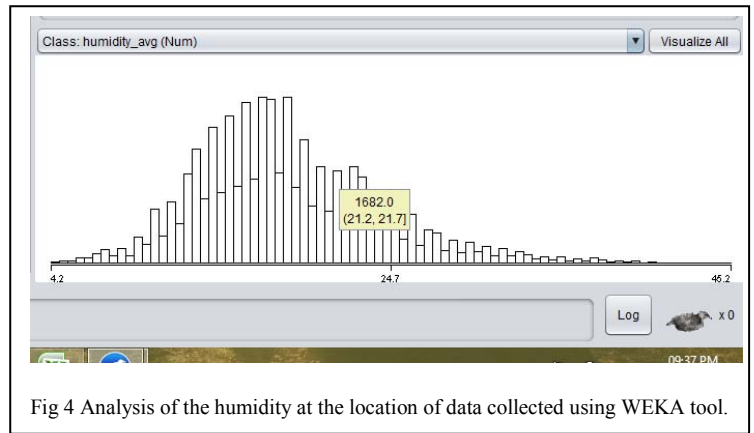 Class: humidity_avg (Num)
Visualize All
1682.0
(21.2, 21.7]
4.2
24.7
45.2
Log
x 0
09:37 PM
Fig 4 Analysis of the humidity at the location of data collected using WEKA tool.